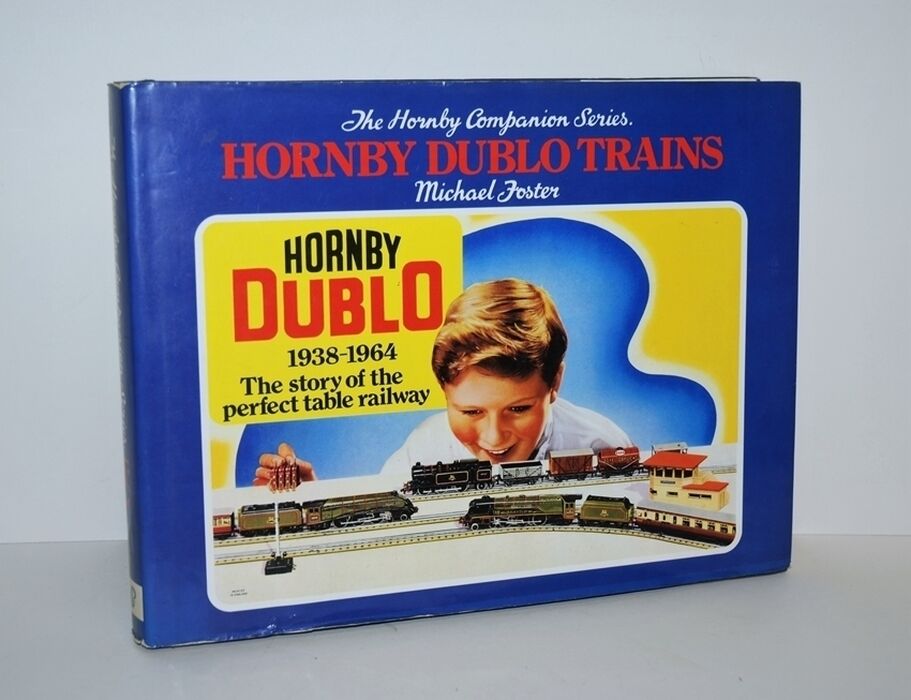 The Hornby Companion Series.
HORNBY DUBLO TRAINS
Michael Foster
HORNBY
DUBLO
1938-1964
The story of the
perfect table railway